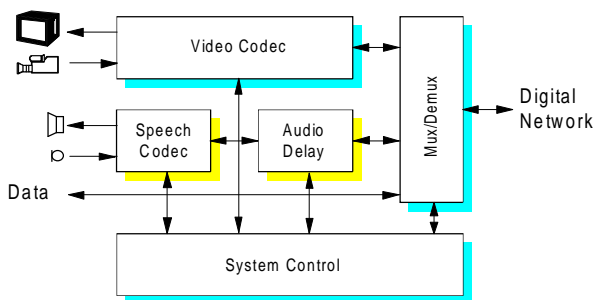 Video Codec
Mux/Demux
Digital
Network
Speech
Codec
Audio
Delay
Data
System Control